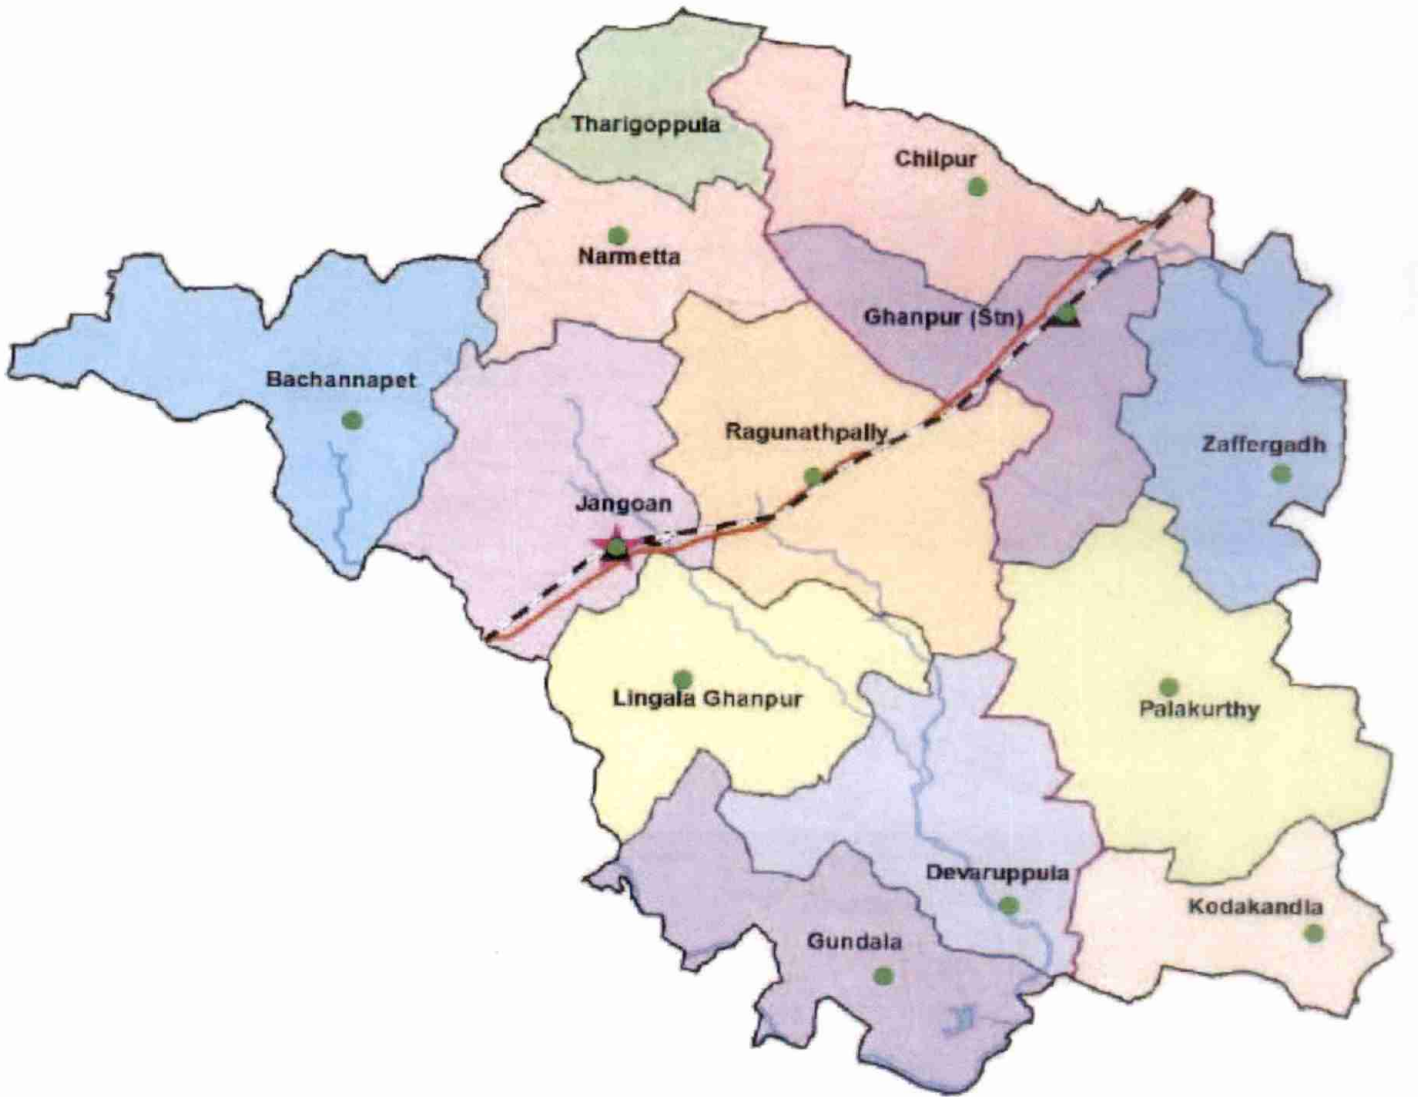 Tharigoppula
Chilpur
Narmetta
Ghanpur (Stn)
Bachannapet
Ragunathpally
Zaffergadh
Jangoan
Lingala Ghanpur
Palakurthy
Devaruppula
Kodakandla
Gundala